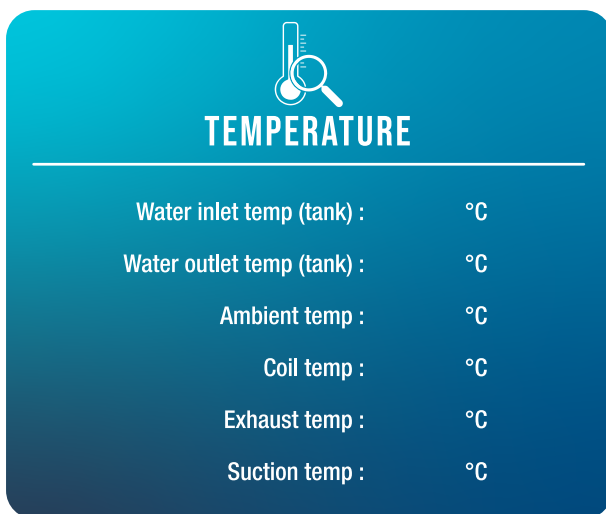 TEMPERATURE
Water inlet temp (tank) : °C
Water outlet temp (tank) : °C
Ambient temp : °C
Coil temp : °C
Exhaust temp : °C
Suction temp : °C